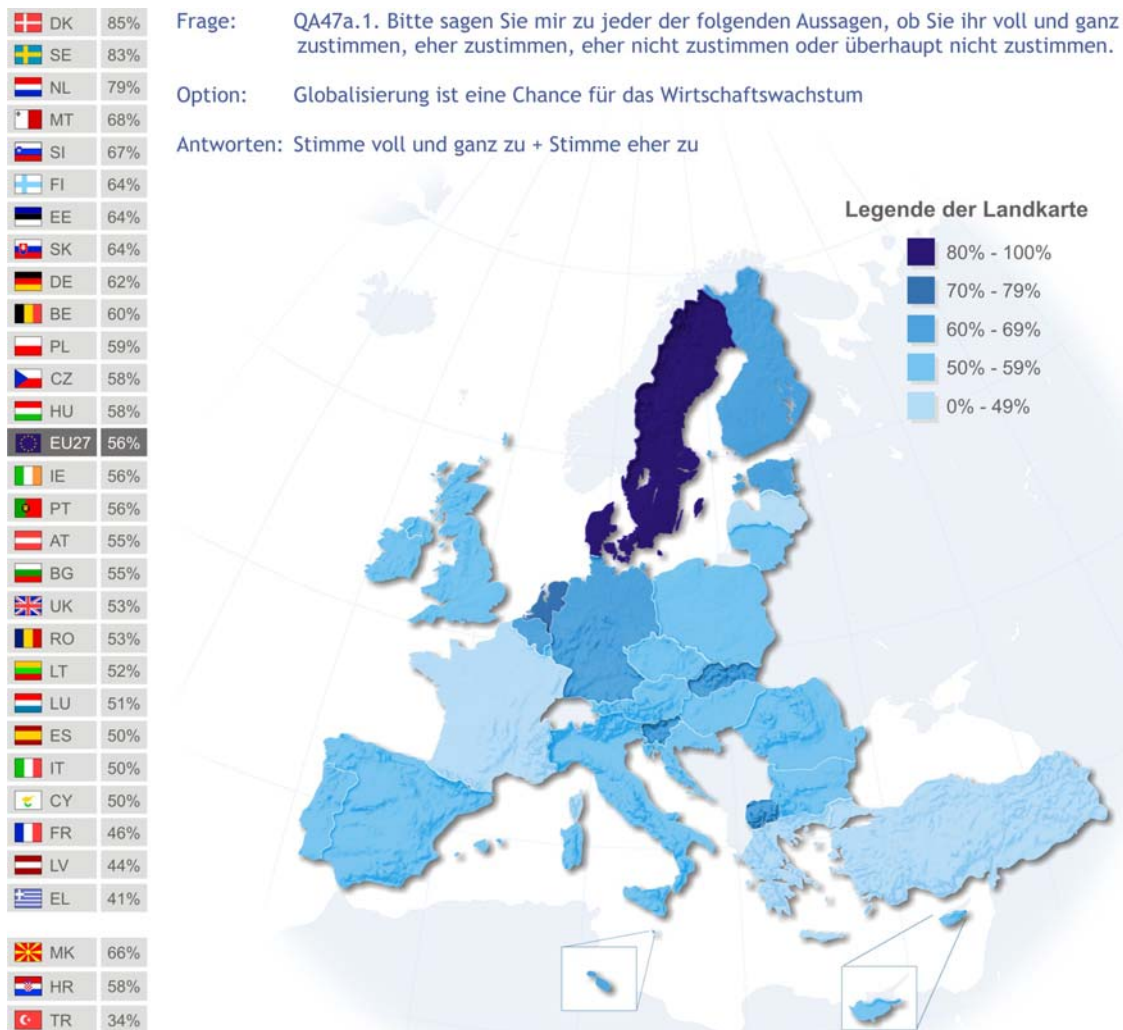 DK 85%
SE 83%
NL 79%
MT 68%
SI 67%
FI 64%
EE 64%
SK 64%
DE 62%
BE 60%
PL 59%
CZ 58%
HU 58%
EU27 56%
IE 56%
PT 56%
AT 55%
BG 55%
UK 53%
RO 53%
LT 52%
LU 51%
ES 50%
IT 50%
CY 50%
FR 46%
LV 44%
EL 41%
MK 66%
HR 58%
TR 34%
Frage: QA47a.1. Bitte sagen Sie mir zu jeder der folgenden Aussagen, ob Sie ihr voll und ganz
zustimmen, eher zustimmen, eher nicht zustimmen oder überhaupt nicht zustimmen.
Option: Globalisierung ist eine Chance für das Wirtschaftswachstum
Antworten: Stimme voll und ganz zu + Stimme eher zu
Legende der Landkarte
80% - 100%
70% - 79%
60% - 69%
50% - 59%
0% - 49%